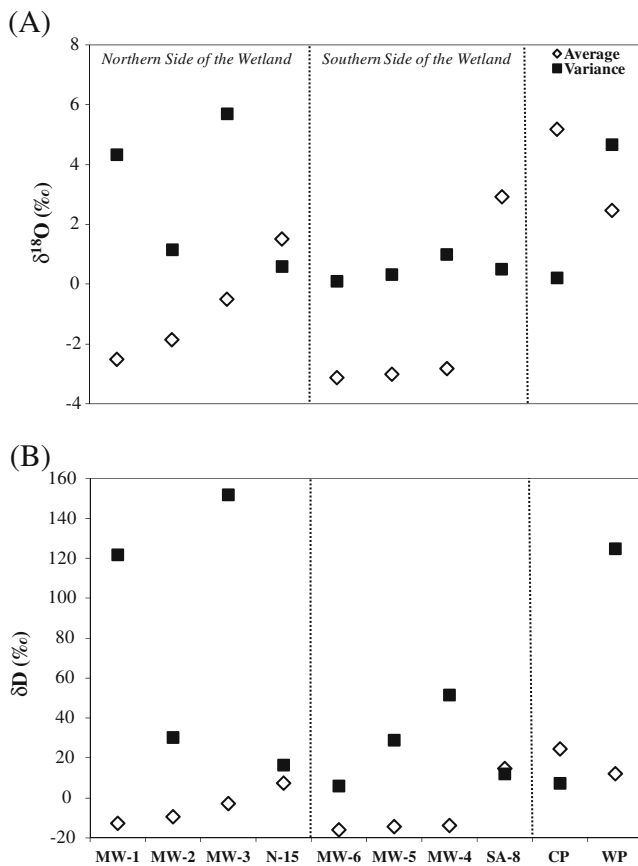 (A)
Northern Side of the Wetland
Southern Side of the Wetland
Average
Variance
8
6
4
2
0
-2
-4
δ¹⁸O (‰)
(B)
160
140
120
100
80
60
40
20
0
-20
δD (‰)
MW-1 MW-2 MW-3 N-15 MW-6 MW-5 MW-4 SA-8 CP WP